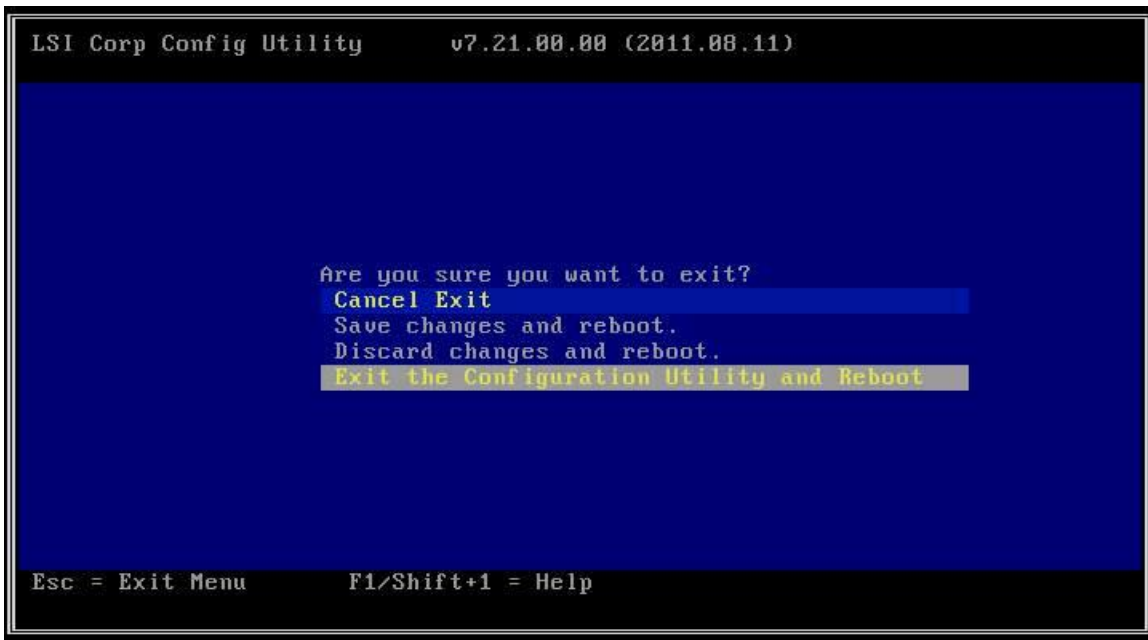 LSI Corp Config Utility v7.21.00.00 (2011.08.11)
Are you sure you want to exit?
Cancel Exit
Save changes and reboot.
Discard changes and reboot.
Exit the Configuration Utility and Reboot
Esc = Exit Menu F1/Shift+1 = Help